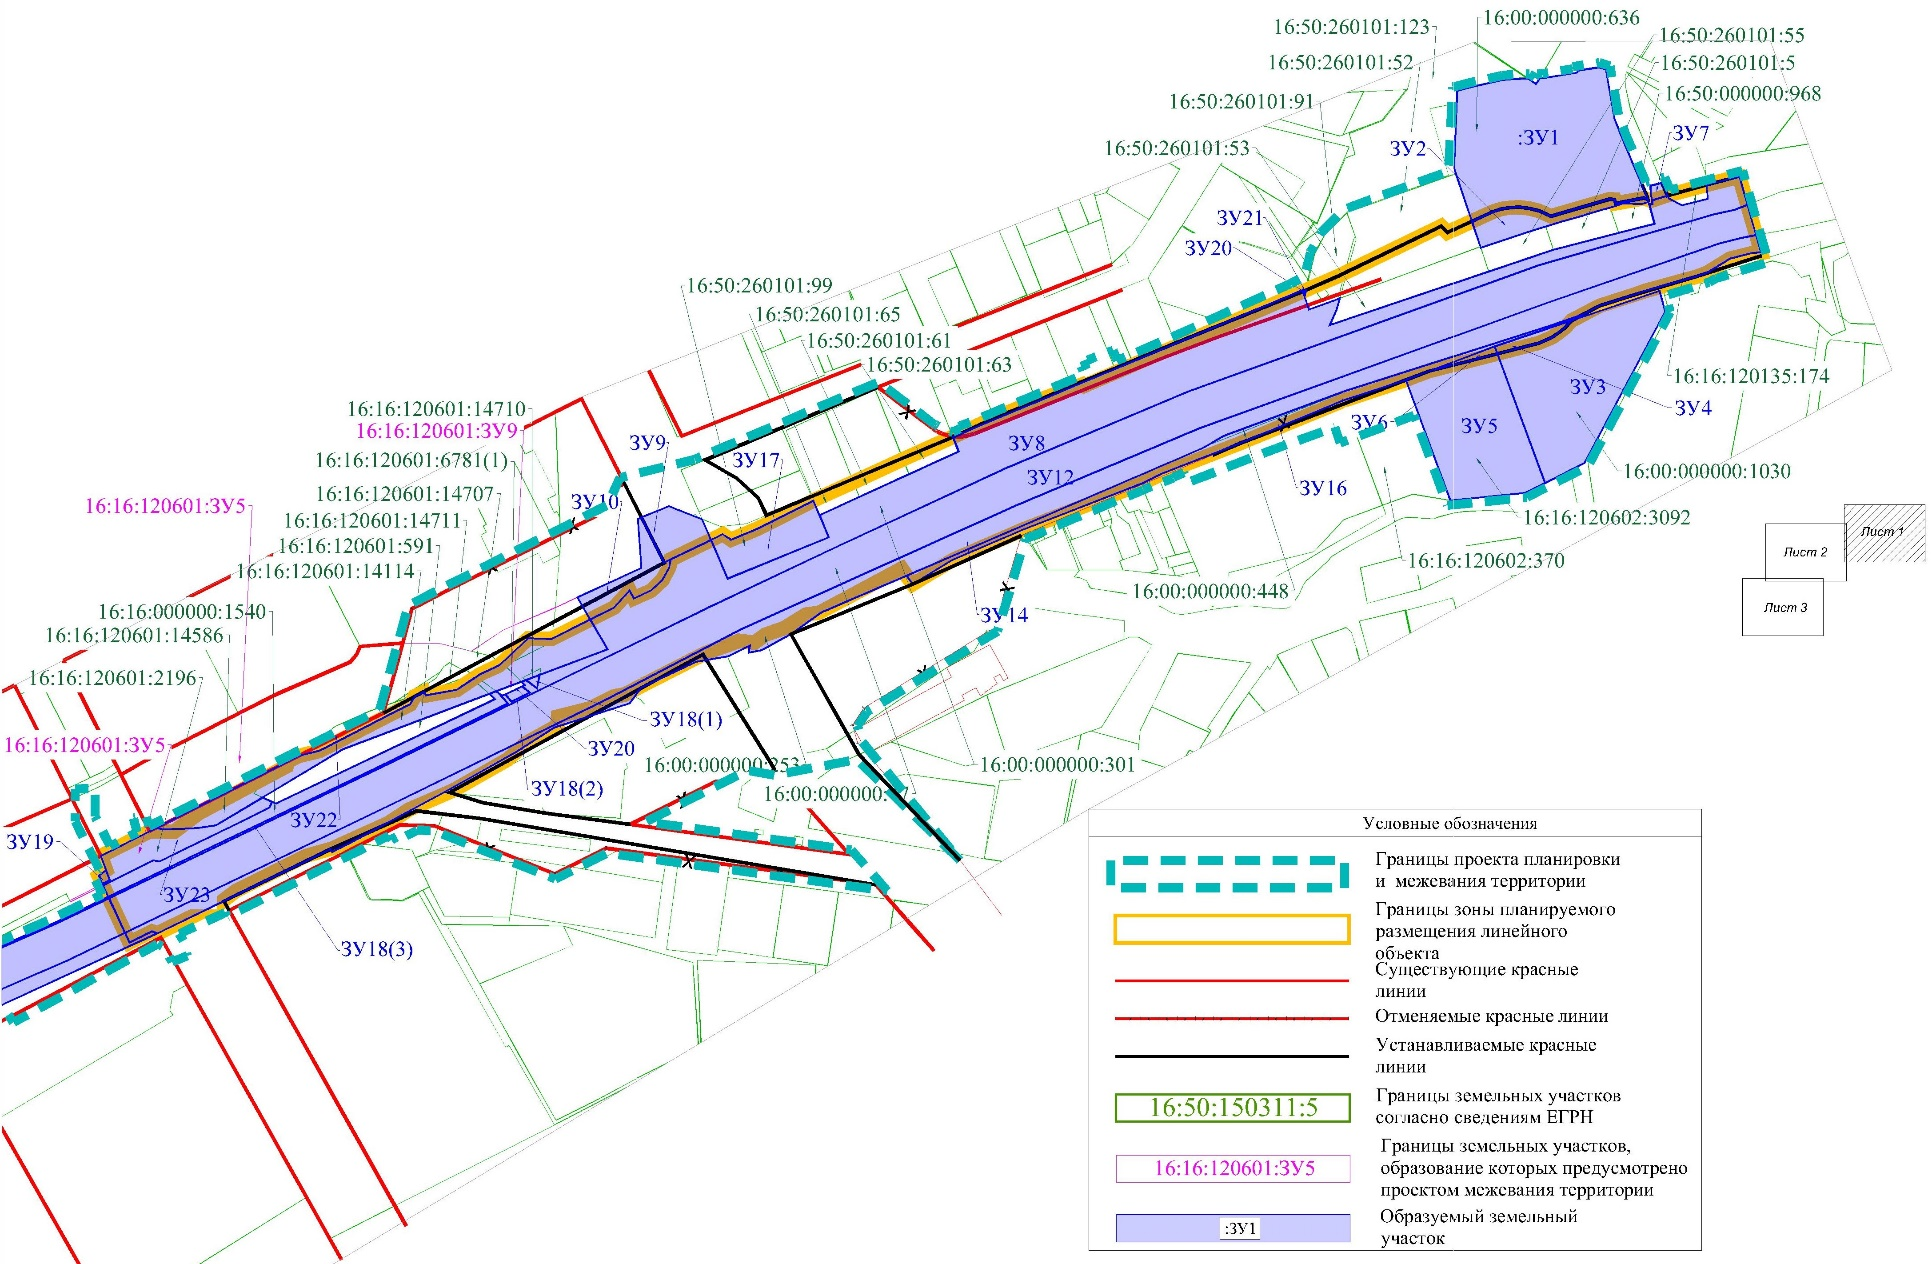 16:50:260101:123
16:00:000000:636
16:50:260101:55
16:50:260101:52
16:50:260101:5
16:50:260101:91
16:50:000000:968
:ЗУ1
ЗУ7
16:50:260101:53
ЗУ2
ЗУ21
ЗУ20
16:50:260101:99
16:50:260101:65
16:50:260101:61
16:50:260101:63
16:16:120135:174
ЗУ3
ЗУ4
16:16:120601:14710
16:16:120601:ЗУ9
ЗУ9
ЗУ8
ЗУ6
ЗУ5
16:16:120601:6781(1)
ЗУ17
ЗУ12
16:00:000000:1030
16:16:120601:14707
ЗУ10
ЗУ16
16:16:120601:ЗУ5
16:16:120601:14711
16:16:120602:3092
Лист 1
16:16:120601:591
Лист 2
16:16:120601:14114
16:16:120602:370
16:00:000000:448
16:16:000000:1540
ЗУ14
Лист 3
16:16:120601:14586
16:16:120601:2196
ЗУ18(1)
16:16:120601:ЗУ5
ЗУ20
16:00:000000:253
16:00:000000:301
ЗУ18(2)
16:00:000000:
ЗУ22
ЗУ19
ЗУ23
ЗУ18(3)
Условные обозначения
Границы проекта планировки
и межевания территории
Границы зоны планируемого
размещения линейного
объекта
Существующие красные
линии
Отменяемые красные линии
Устанавливаемые красные
линии
16:50:150311:5
Границы земельных участков
согласно сведениям ЕГРН
16:16:120601:ЗУ5
Границы земельных участков,
образование которых предусмотрено
проектом межевания территории
:ЗУ1
Образуемый земельный
участок